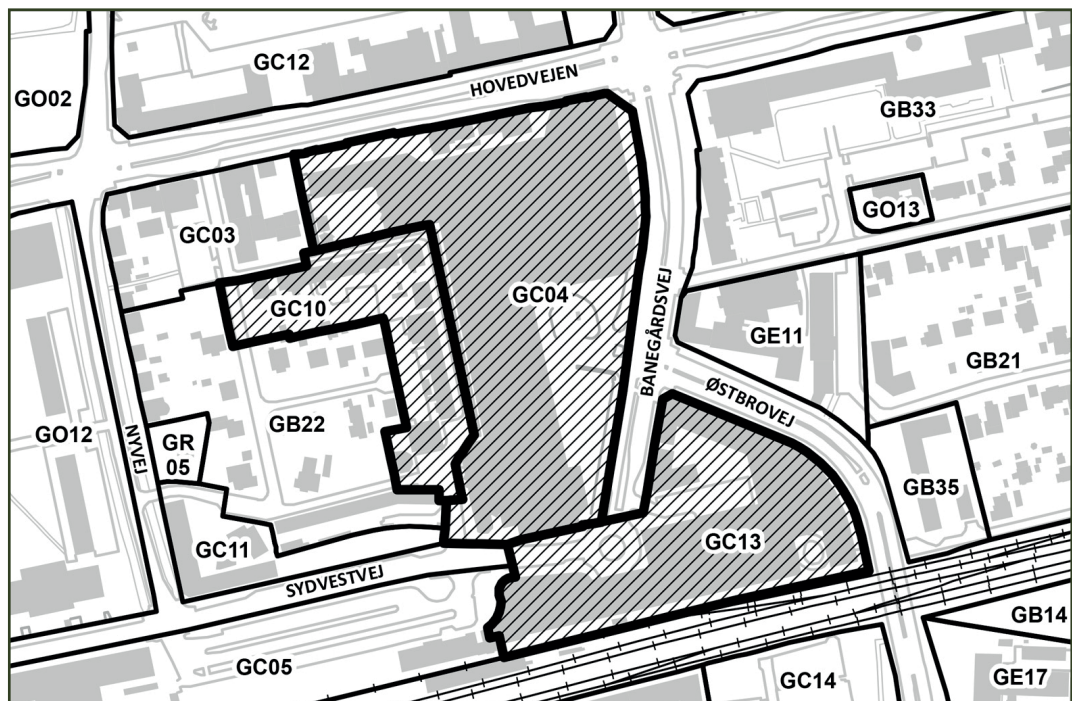 GC12
HOVEDVEJEN
GO02
GB33
GO13
GC03
GC10
GC04
BANEGÅRDSVEJ
GE11
GB21
ØSTBROVEJ
GO12
NYVEJ
GR
05
GB22
GB35
GC11
GC13
SYDVESTVEJ
GB14
GC05
GC14
GE17